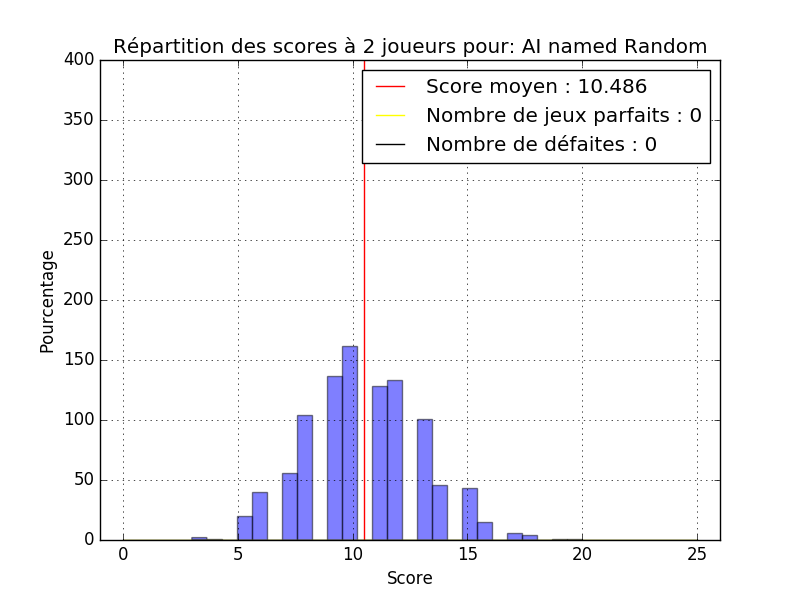 Répartition des scores à 2 joueurs pour: AI named Random
Score moyen : 10.486
Nombre de jeux parfaits : 0
Nombre de défaites : 0
400
350
300
250
200
150
100
50
0
Pourcentage
0 5 10 15 20 25
Score